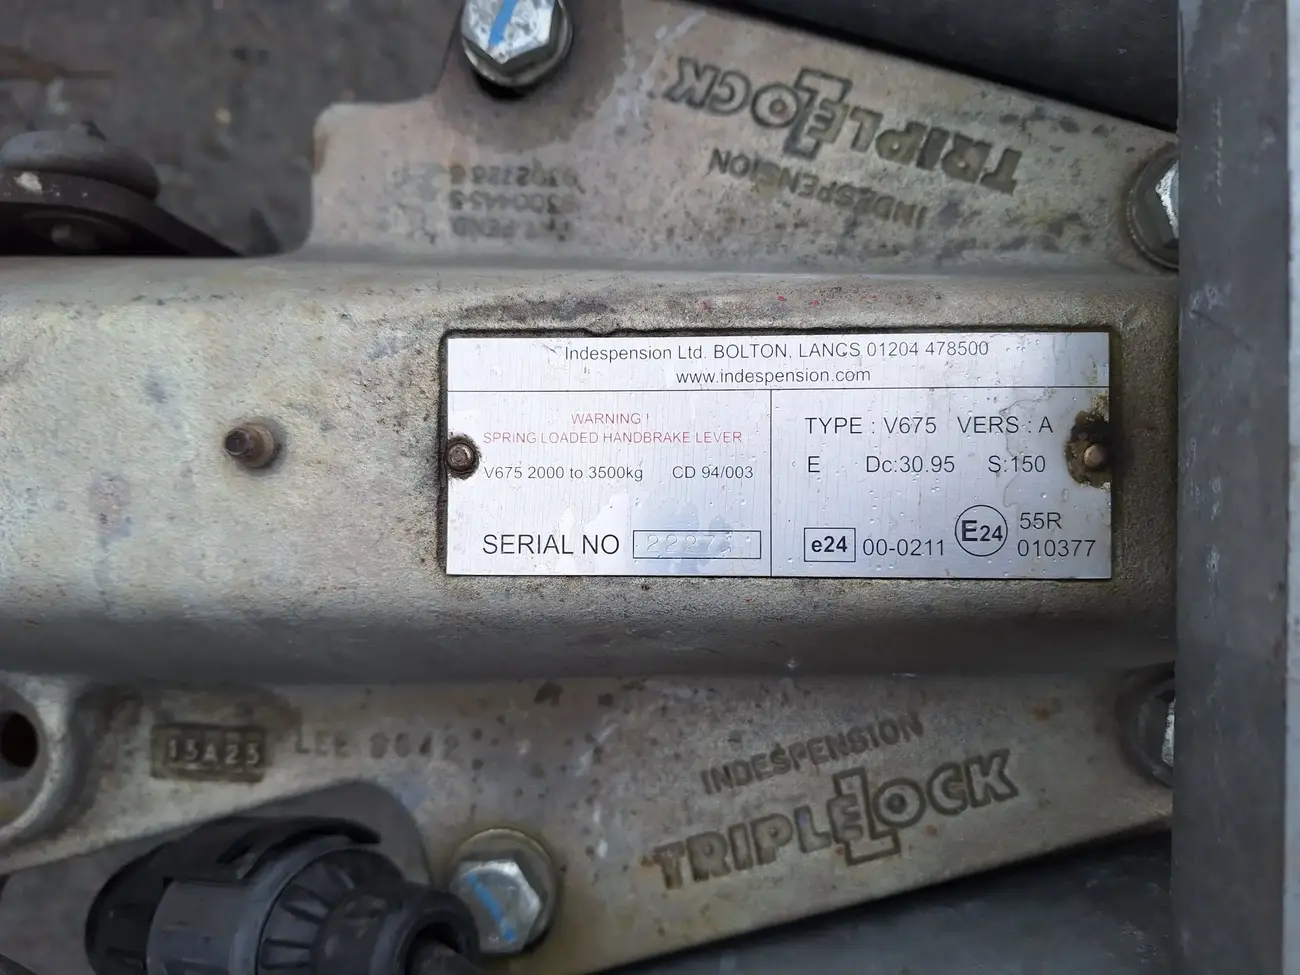 TRIPLELOCK
INDESPENSION
Indespension Ltd. BOLTON, LANCS 01204 478500
www.indespension.com
WARNING !
SPRING LOADED HANDBRAKE LEVER
V675 2000 to 3500kg CD 94/003
SERIAL NO
TYPE : V675 VERS : A
E Dc:30.95 S:150
e24 00-0211 E24 55R
010377
15A25
INDESPENSION
TRIPLELOCK